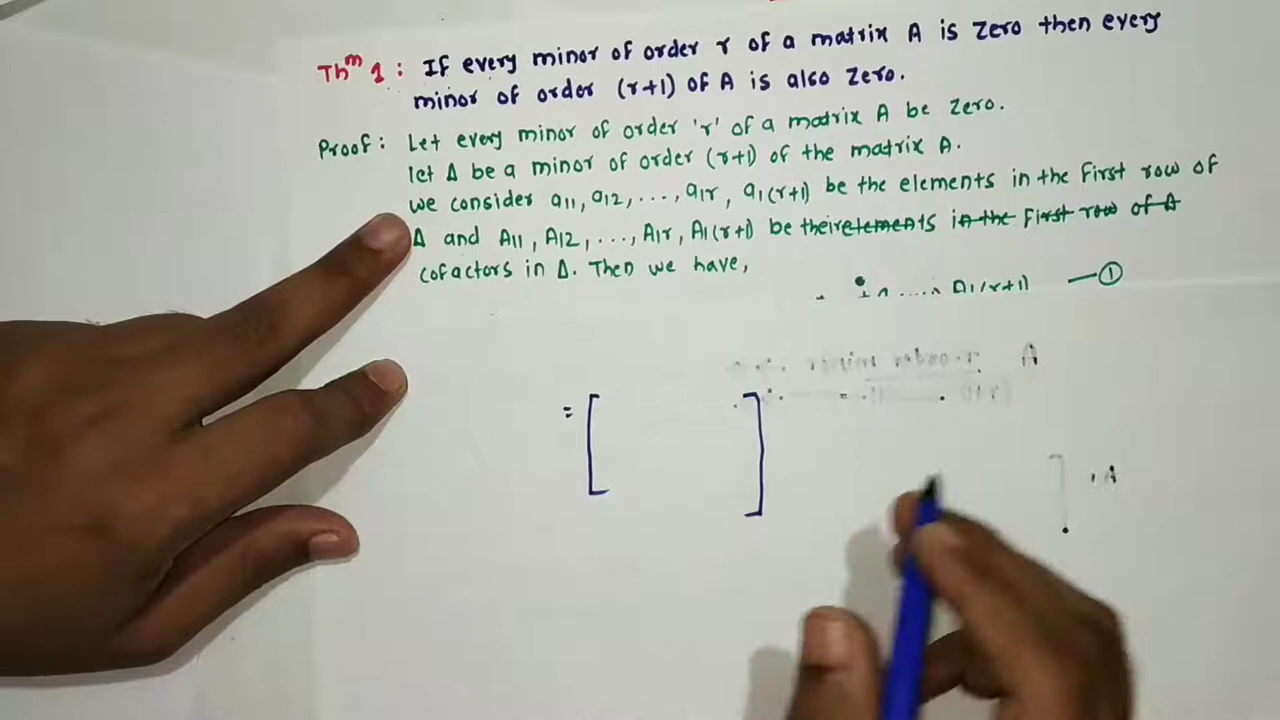 Thm 1: If every minor of order r of a matrix A is zero then every
minor of order (r+1) of A is also zero.
Proof: Let every minor of order 'r' of a matrix A be zero.
let Δ be a minor of order (r+1) of the matrix A.
we consider a11, a12, ..., a1r, a1(r+1) be the elements in the first row of
Δ and A11, A12, ..., A1r, A1(r+1) be their elements in the first row of Δ
cofactors in Δ. Then we have,
A1(r+1) — ①
A
= [ ]
] . A